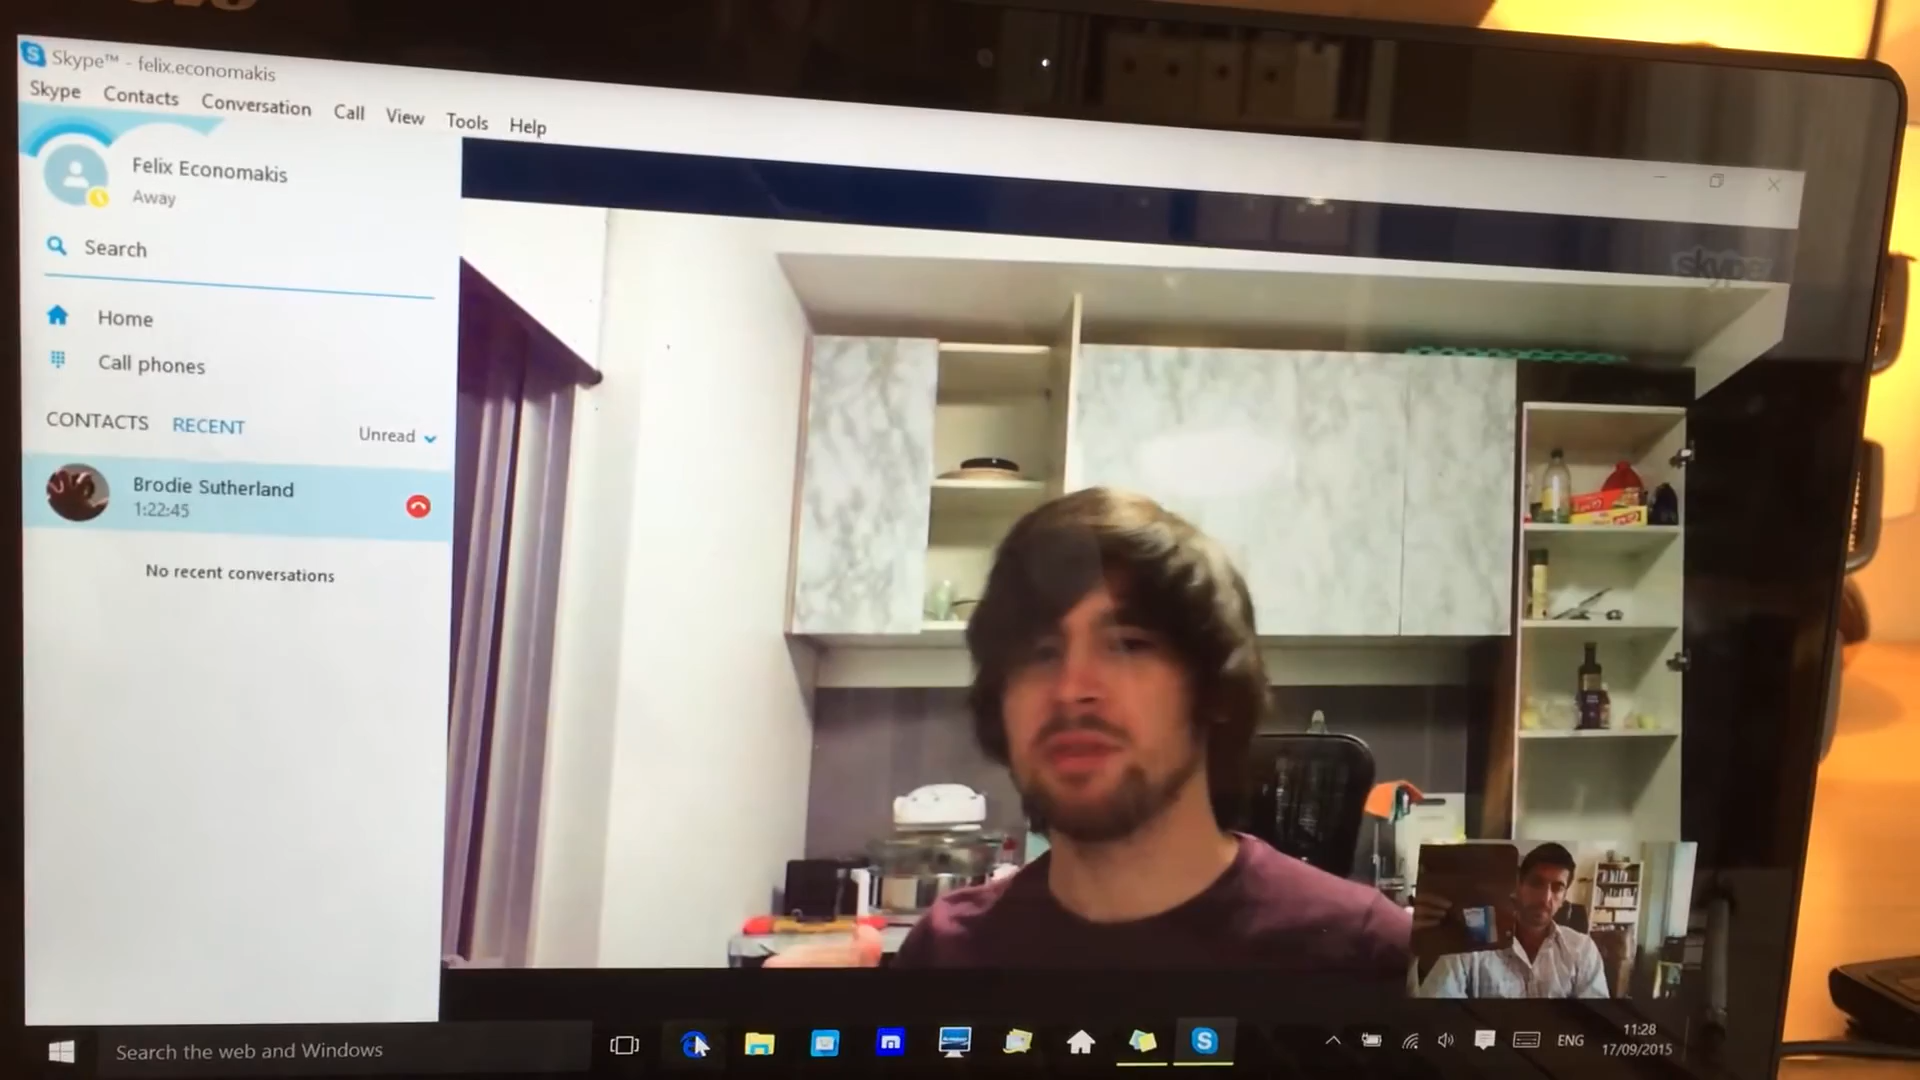 Skype™ - felix.economakis
Skype Contacts Conversation Call View Tools Help
Felix Economakis
Away
Search
Home
Call phones
CONTACTS RECENT Unread
Brodie Sutherland
1:22:45
No recent conversations
skype
Search the web and Windows
ENG
11:28
17/09/2015